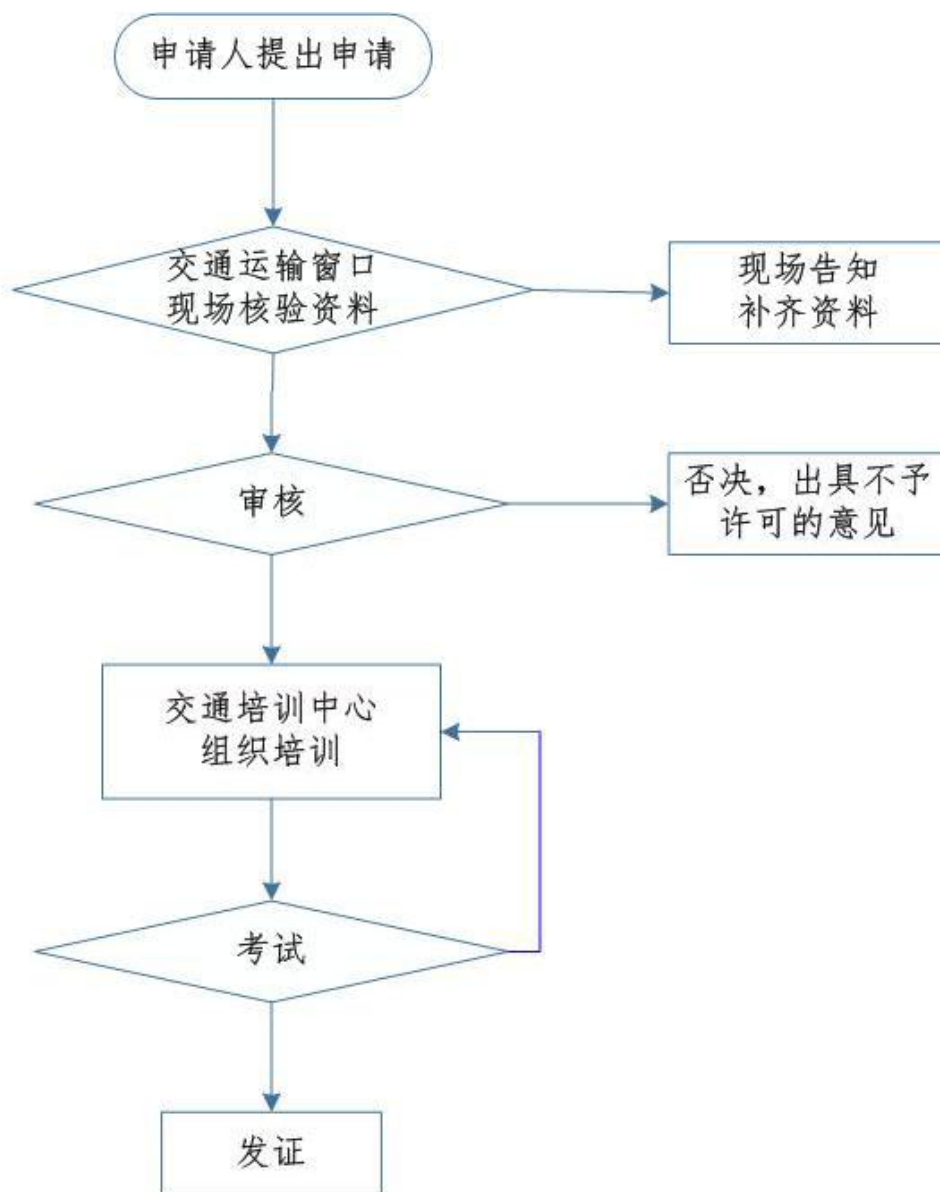 申请人提出申请
交通运输窗口
现场核验资料
现场告知
补齐资料
审核
否决，出具不予
许可的意见
交通培训中心
组织培训
考试
发证